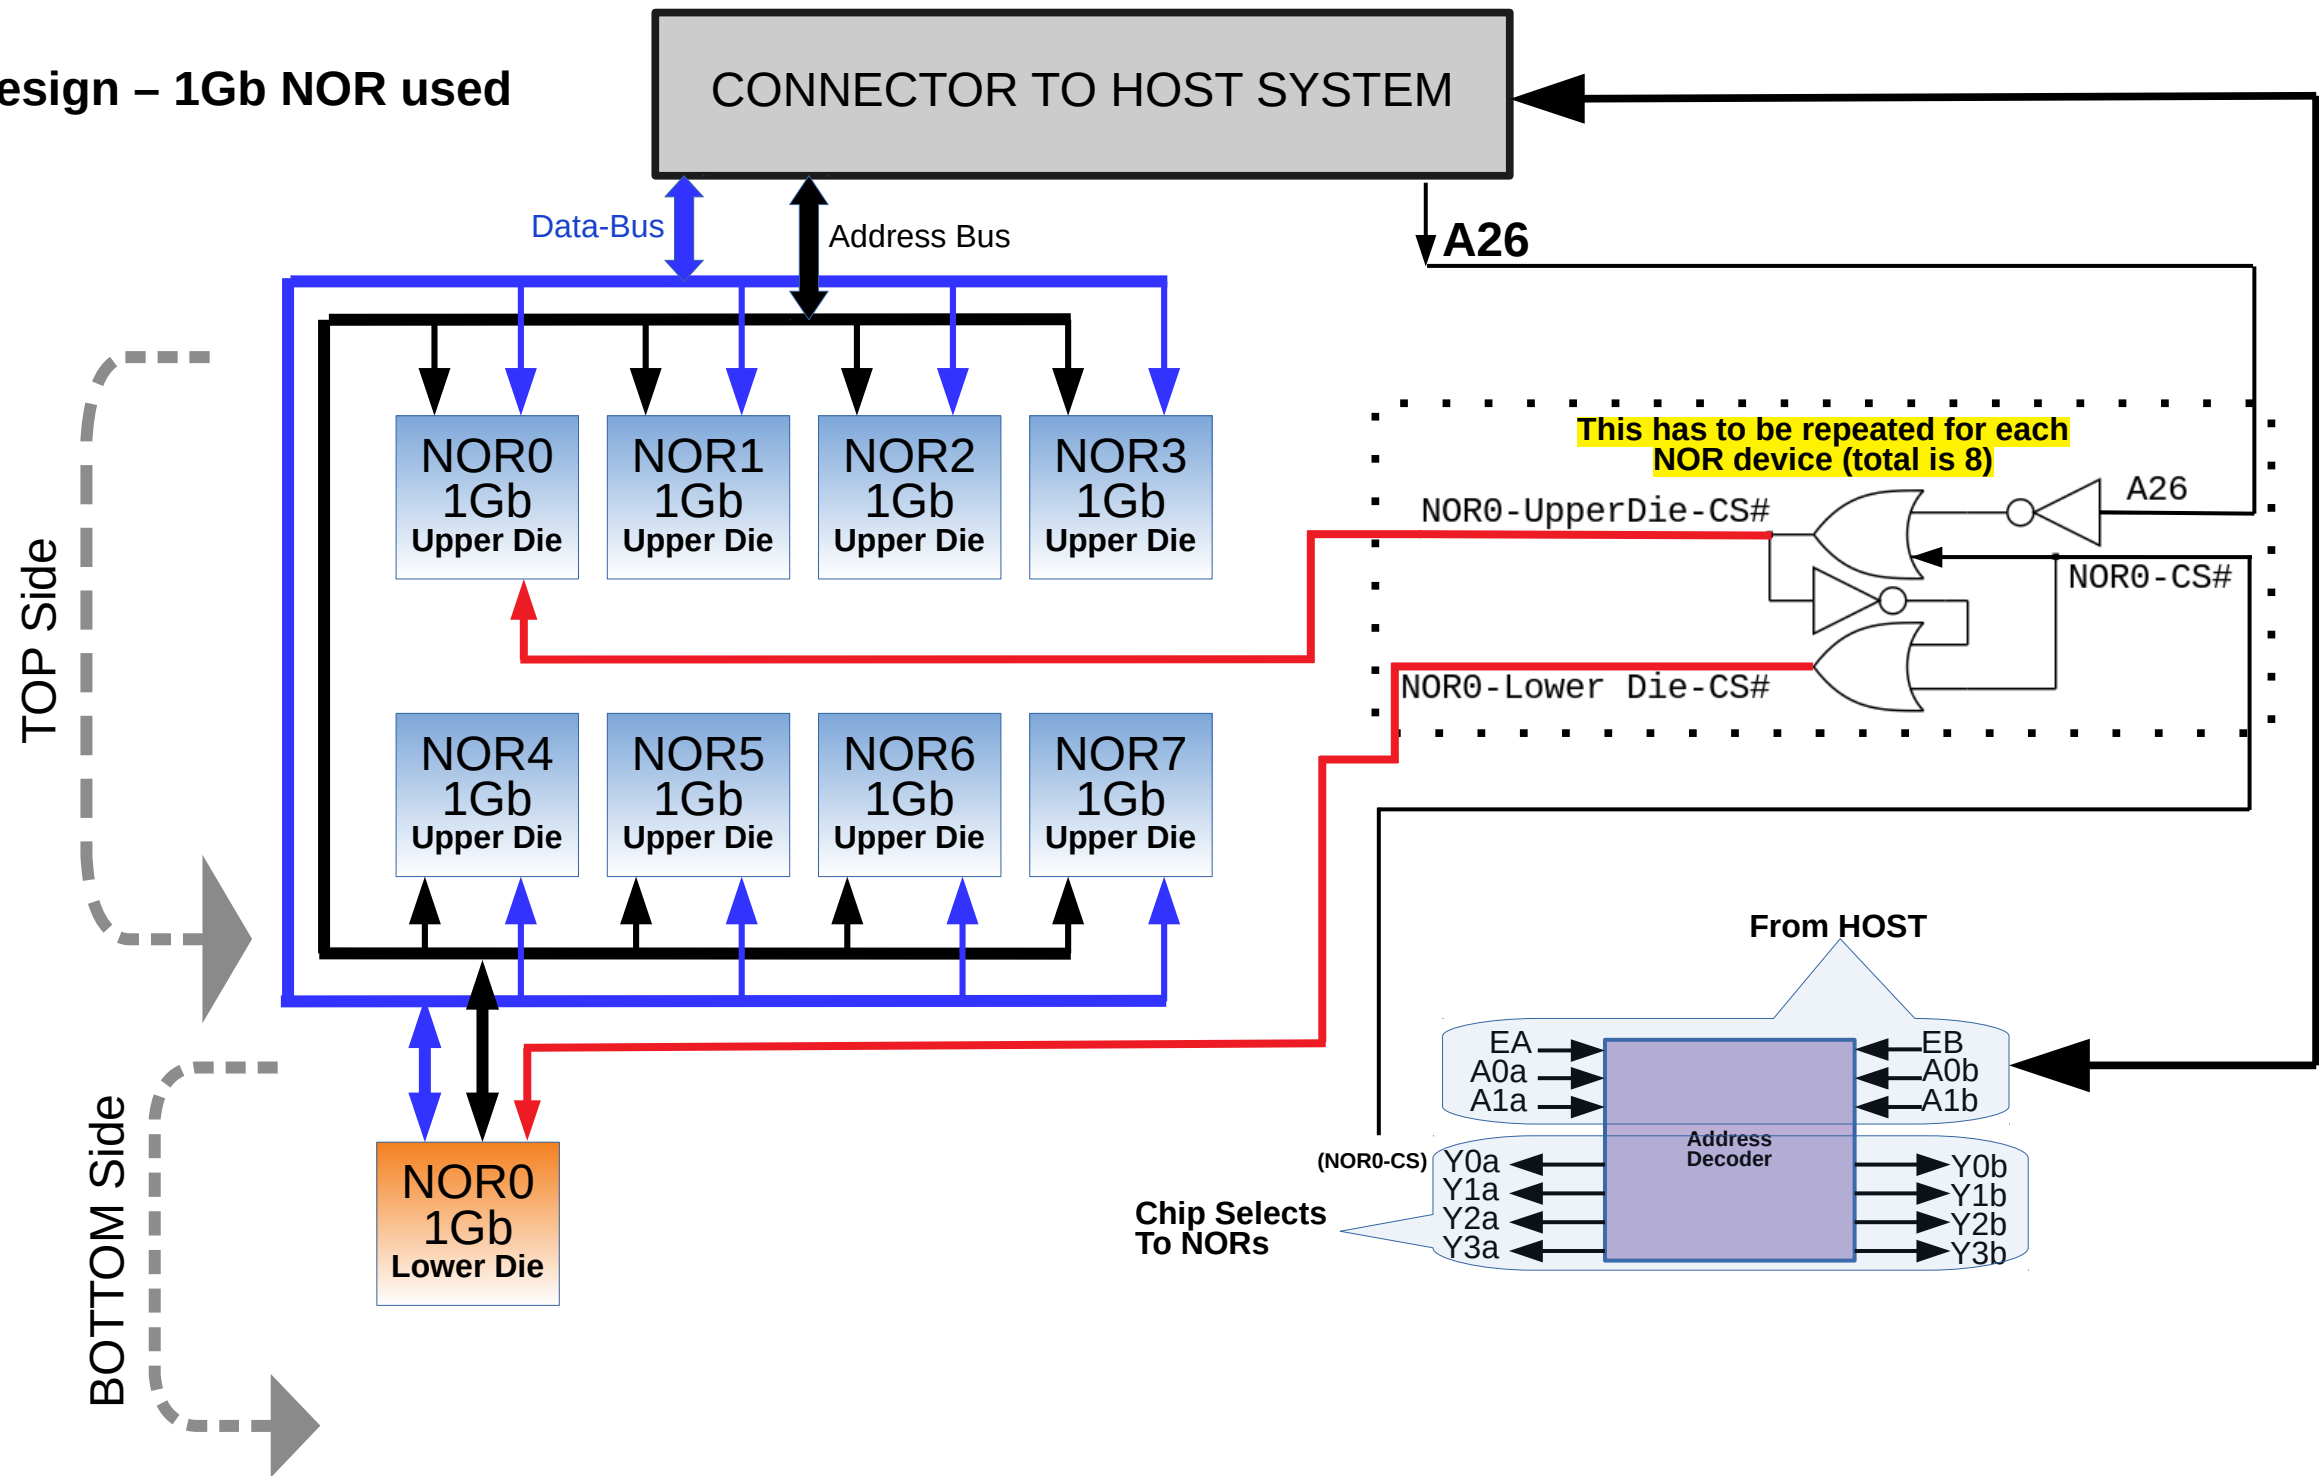 esign – 1Gb NOR used
CONNECTOR TO HOST SYSTEM
Data-Bus
Address Bus
A26
TOP Side
NOR0
1Gb
Upper Die
NOR1
1Gb
Upper Die
NOR2
1Gb
Upper Die
NOR3
1Gb
Upper Die
This has to be repeated for each
NOR device (total is 8)
A26
NOR0-UpperDie-CS#
NOR0-CS#
NOR0-Lower Die-CS#
NOR4
1Gb
Upper Die
NOR5
1Gb
Upper Die
NOR6
1Gb
Upper Die
NOR7
1Gb
Upper Die
From HOST
EA
A0a
A1a
EB
A0b
A1b
Address
Decoder
(NOR0-CS)
Y0a
Y1a
Y2a
Y3a
Y0b
Y1b
Y2b
Y3b
Chip Selects
To NORs
BOTTOM Side
NOR0
1Gb
Lower Die